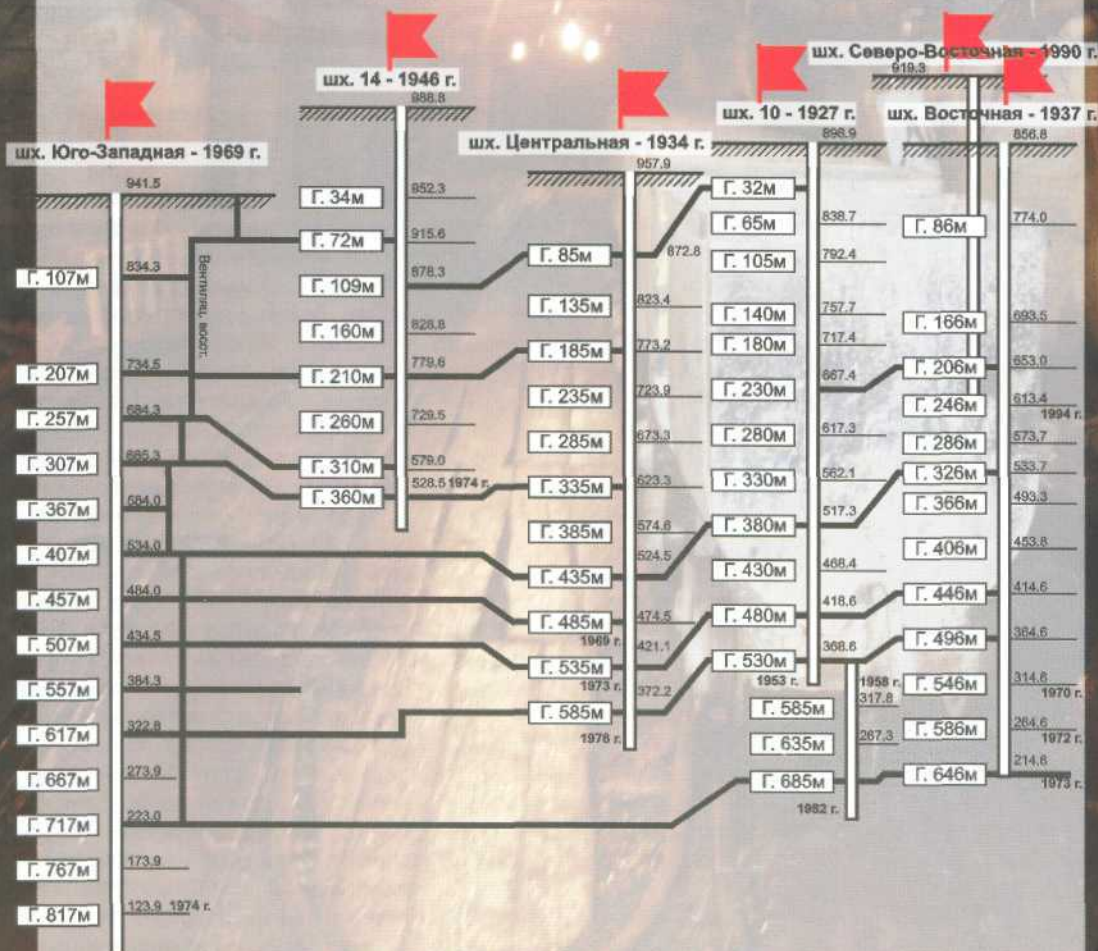 шх. Юго-Западная - 1969 г.
941.5
Г. 107м
834.3
Вентиляц. восст.
Г. 207м
734.5
Г. 257м
684.3
Г. 307м
685.3
Г. 367м
584.0
Г. 407м
534.0
Г. 457м
484.0
Г. 507м
434.5
Г. 557м
384.3
Г. 617м
322.8
Г. 667м
273.9
Г. 717м
223.0
Г. 767м
173.9
Г. 817м
123.9 1974 г.
шх. 14 - 1946 г.
988.8
Г. 34м
952.3
Г. 72м
915.6
Г. 109м
878.3
Г. 160м
828.8
Г. 210м
779.6
Г. 260м
729.5
Г. 310м
579.0
Г. 360м
528.5 1974 г.
шх. Центральная - 1934 г.
957.9
Г. 85м
872.8
Г. 135м
823.4
Г. 185м
773.2
Г. 235м
723.9
Г. 285м
673.3
Г. 335м
623.3
Г. 385м
574.6
Г. 435м
524.5
Г. 485м
474.5
1969 г.
Г. 535м
421.1
1973 г.
Г. 585м
372.2
1978 г.
шх. 10 - 1927 г.
898.9
Г. 32м
Г. 65м
838.7
Г. 105м
792.4
Г. 140м
757.7
Г. 180м
717.4
Г. 230м
667.4
Г. 280м
617.3
Г. 330м
562.1
Г. 380м
517.3
Г. 430м
468.4
Г. 480м
418.6
Г. 530м
368.6
1953 г.
1958 г.
Г. 585м
317.8
Г. 635м
267.3
Г. 685м
1982 г.
шх. Северо-Восточная - 1990 г.
919.3
шх. Восточная - 1937 г.
856.8
Г. 86м
774.0
Г. 166м
693.5
Г. 206м
653.0
Г. 246м
613.4
1994 г.
Г. 286м
573.7
Г. 326м
533.7
Г. 366м
493.3
Г. 406м
453.8
Г. 446м
414.6
Г. 496м
364.6
Г. 546м
314.6
1970 г.
Г. 586м
264.6
1972 г.
Г. 646м
214.6
1973 г.